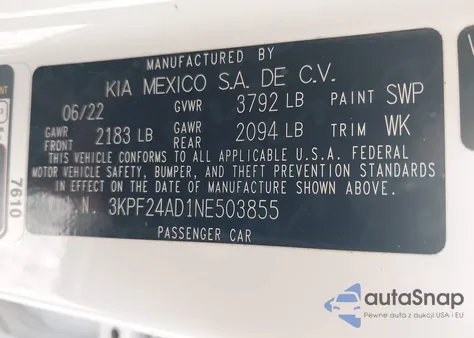 MANUFACTURED BY
KIA MEXICO S.A. DE C.V.
06/22 GVWR 3792 LB PAINT SWP
GAWR FRONT 2183 LB GAWR REAR 2094 LB TRIM WK
THIS VEHICLE CONFORMS TO ALL APPLICABLE U.S.A. FEDERAL
MOTOR VEHICLE SAFETY, BUMPER, AND THEFT PREVENTION STANDARDS
IN EFFECT ON THE DATE OF MANUFACTURE SHOWN ABOVE.
.N. 3KPF24AD1NE503855
PASSENGER CAR
7610
autoSnap
Pewne auta z aukcji USA i EU